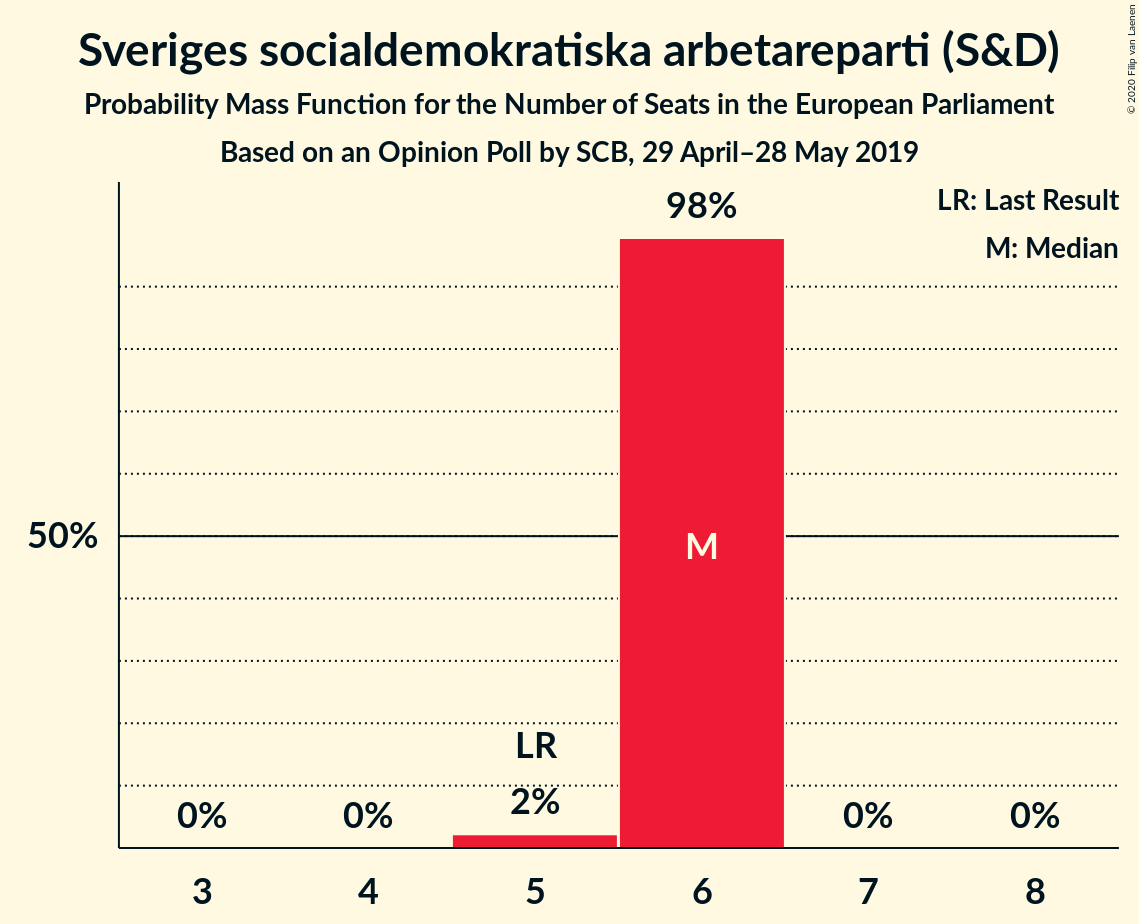 Sveriges socialdemokratiska arbetareparti (S&D)
Probability Mass Function for the Number of Seats in the European Parliament
Based on an Opinion Poll by SCB, 29 April–28 May 2019
© 2020 Filip van Laenen
LR: Last Result
M: Median
98%
50%
M
LR
0% 0% 2% 0% 0%
3 4 5 6 7 8